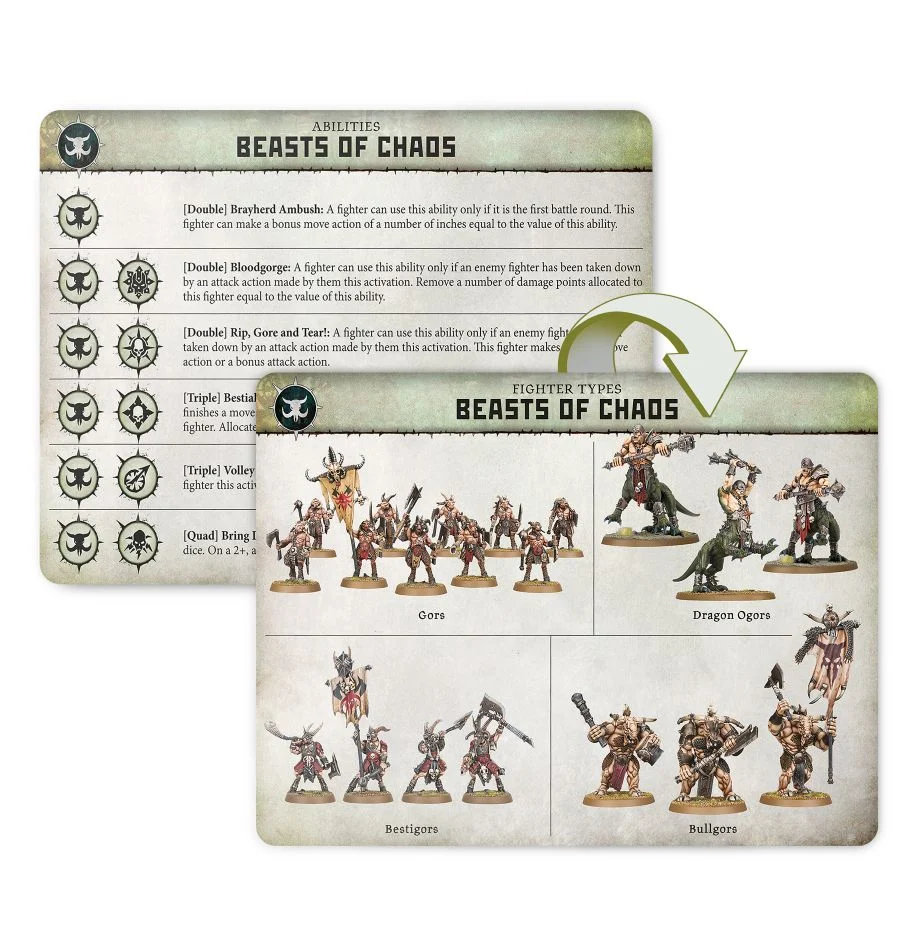 ABILITIES
BEASTS OF CHAOS
[Double] Brayherd Ambush: A fighter can use this ability only if it is the first battle round. This
fighter can make a bonus move action of a number of inches equal to the value of this ability.
[Double] Bloodgorge: A fighter can use this ability only if an enemy fighter has been taken down
by an attack action made by them this activation. Remove a number of damage points allocated to
this fighter equal to the value of this ability.
[Double] Rip, Gore and Tear!: A fighter can use this ability only if an enemy
taken down by an attack action made by them this activation. This fighter makes
action or a bonus attack action.
[Triple]
finishes a move
fighter. Allocate
[Triple] Volley
fighter this
[Quad] Bring
dice. On a 2+,
FIGHTER TYPES
BEASTS OF CHAOS
Gors
Dragon Ogors
Bestigors
Bullgors